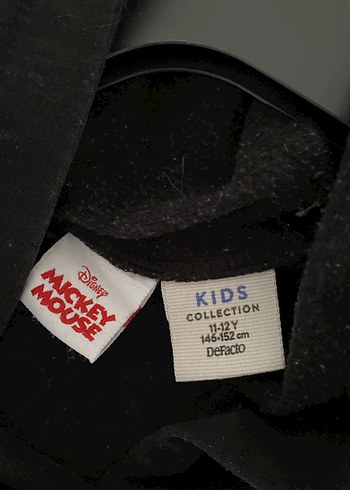 Disney
MICKEY
MOUSE
KIDS
COLLECTION
11-12 Y
146-152 cm
DeFacto